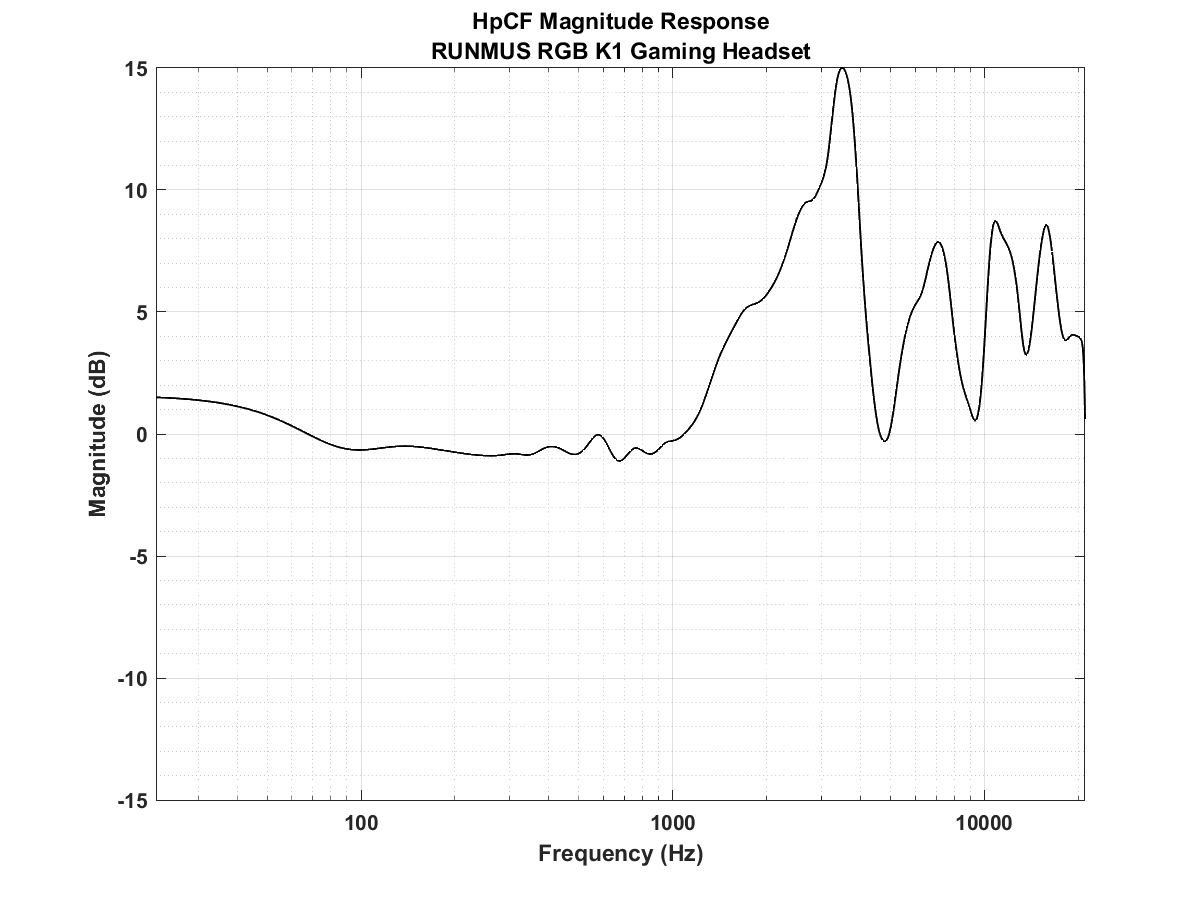 HpCF Magnitude Response
RUNMUS RGB K1 Gaming Headset
15
10
5
0
-5
-10
-15
Magnitude (dB)
100
1000
10000
Frequency (Hz)